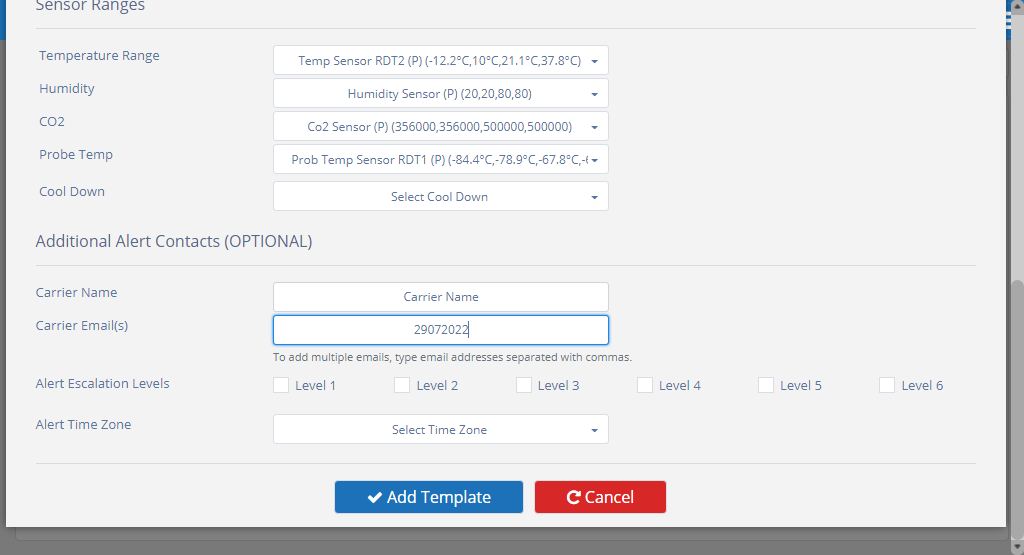 Sensor Ranges
Temperature Range
Temp Sensor RDT2 (P) (-12.2°C,10°C,21.1°C,37.8°C)
Humidity
Humidity Sensor (P) (20,20,80,80)
CO2
Co2 Sensor (P) (356000,356000,500000,500000)
Probe Temp
Prob Temp Sensor RDT1 (P) (-84.4°C,-78.9°C,-67.8°C,-
Cool Down
Select Cool Down
Additional Alert Contacts (OPTIONAL)
Carrier Name
Carrier Name
Carrier Email(s)
29072022
To add multiple emails, type email addresses separated with commas.
Alert Escalation Levels
Level 1 Level 2 Level 3 Level 4 Level 5 Level 6
Alert Time Zone
Select Time Zone
Add Template Cancel